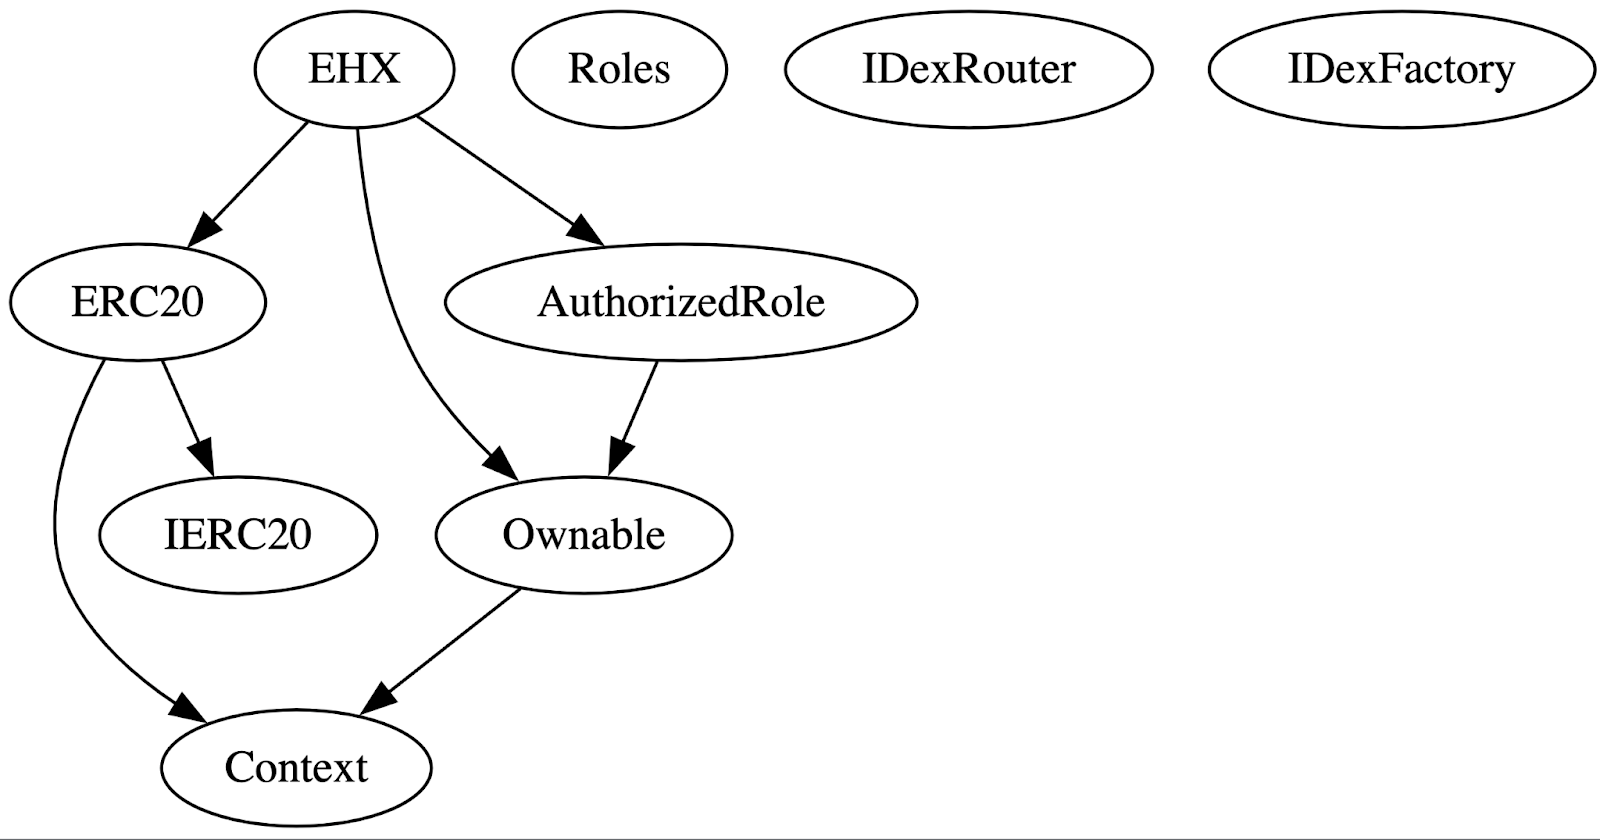 EHX
Roles
IDexRouter
IDexFactory
ERC20
AuthorizedRole
IERC20
Ownable
Context